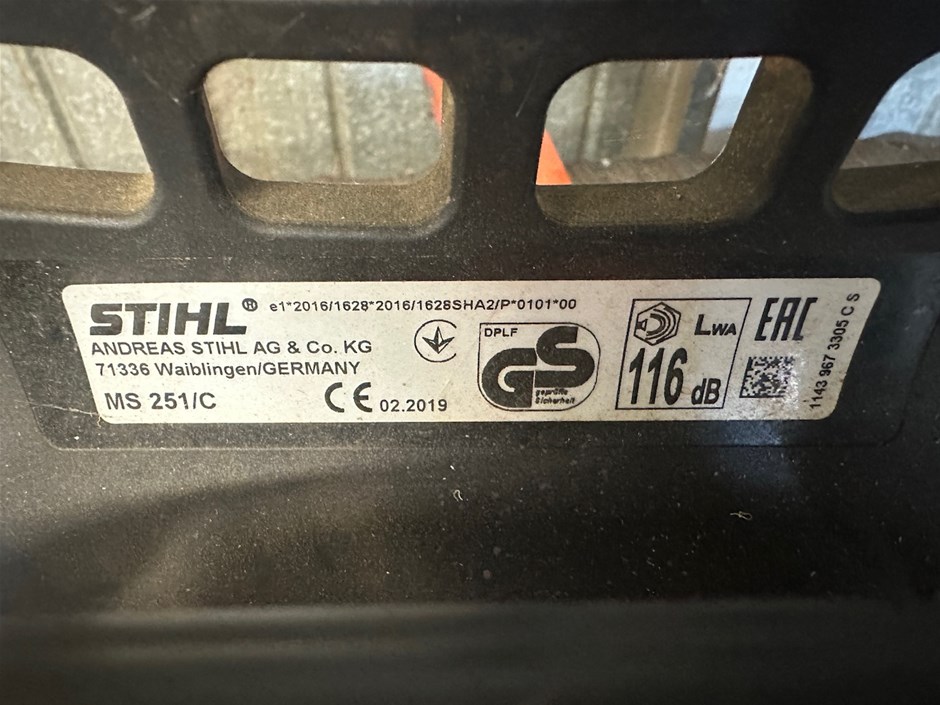 STIHL® e1*2016/1628*2016/1628SHA2/P*0101*00
ANDREAS STIHL AG & Co. KG
71336 Waiblingen/GERMANY
MS 251/C
CE 02.2019
DPLF
GS
geprüfte
Sicherheit
LWA
116 dB
EAC
1143 967 3305 C S